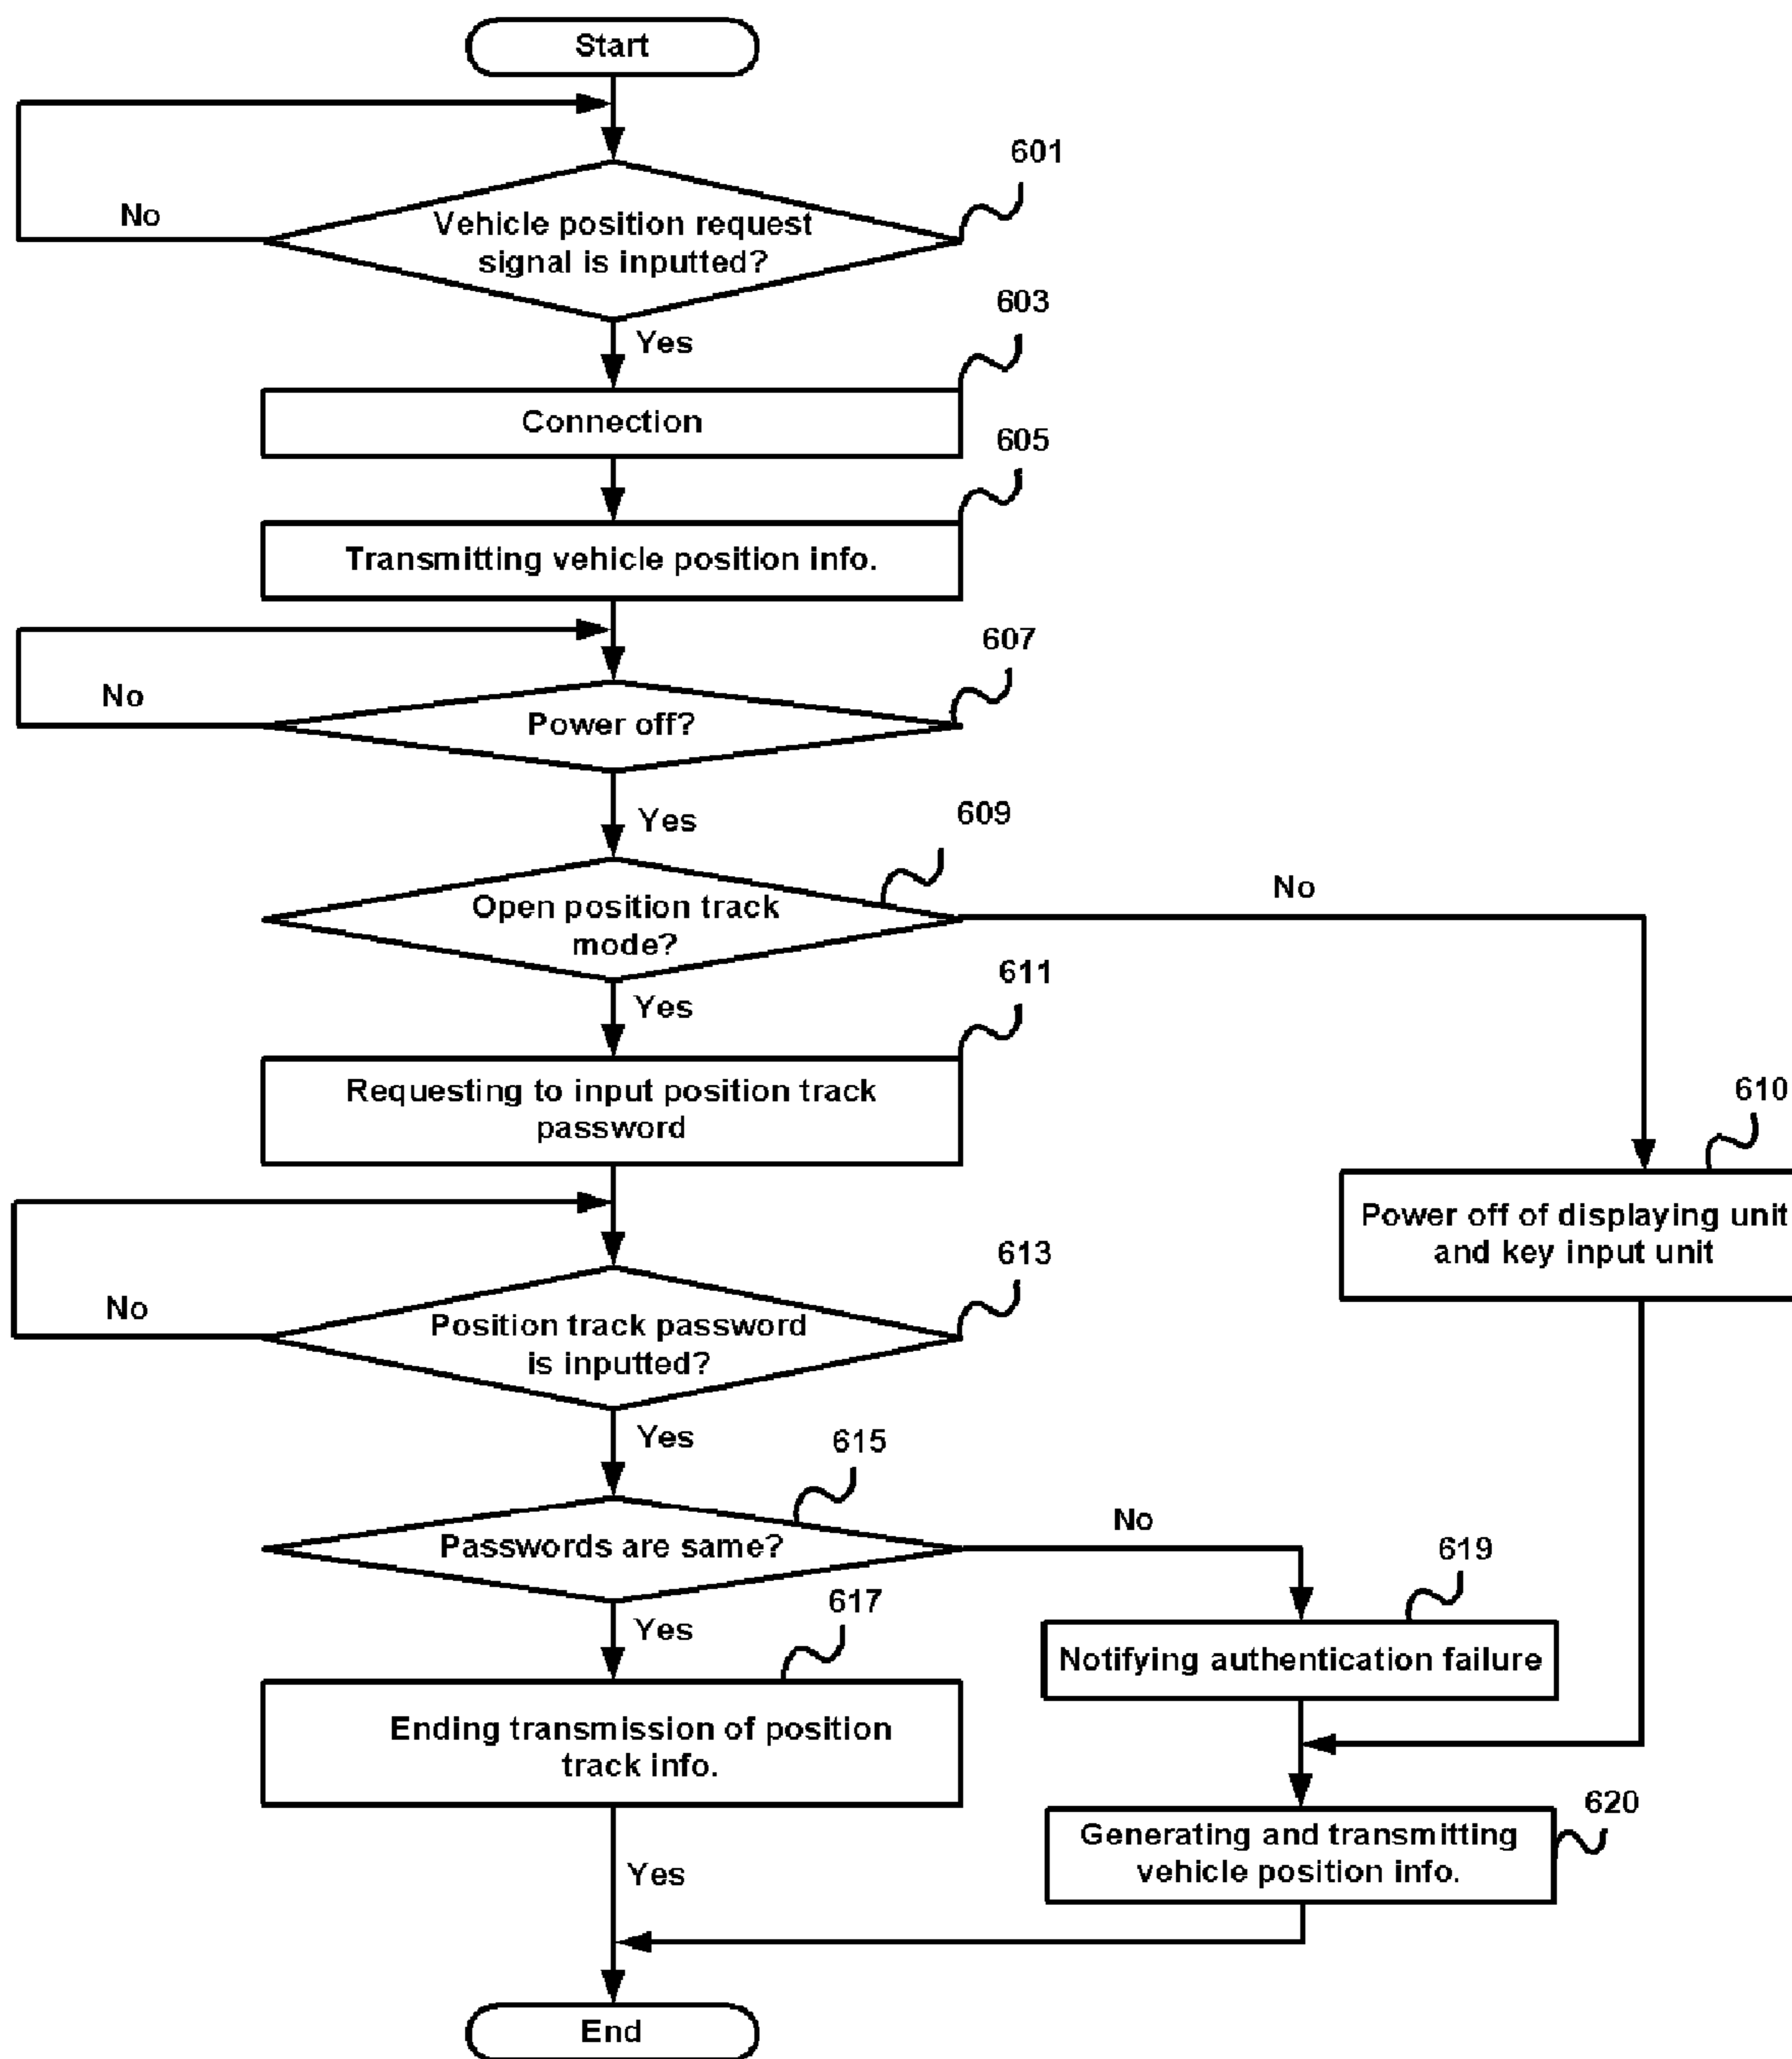 Start
601
No
Vehicle position request
signal is inputted?
603
Yes
Connection
605
Transmitting vehicle position info.
607
No
Power off?
Yes
609
No
Open position track
mode?
611
Yes
Requesting to input position track
password
610
Power off of displaying unit
and key input unit
613
No
Position track password
is inputted?
Yes
615
No
Passwords are same?
619
617
Yes
Notifying authentication failure
Ending transmission of position
track info.
620
Generating and transmitting
vehicle position info.
Yes
End